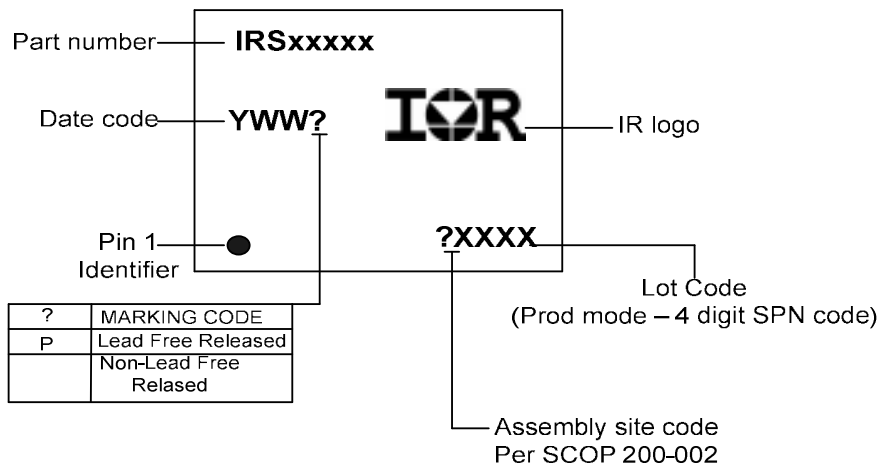 Part number
IRSxxxxx
Date code
YWW?
IOR
IR logo
Pin 1
Identifier
?XXXX
Lot Code
(Prod mode – 4 digit SPN code)
? MARKING CODE
P Lead Free Released
Non-Lead Free
Relased
Assembly site code
Per SCOP 200-002